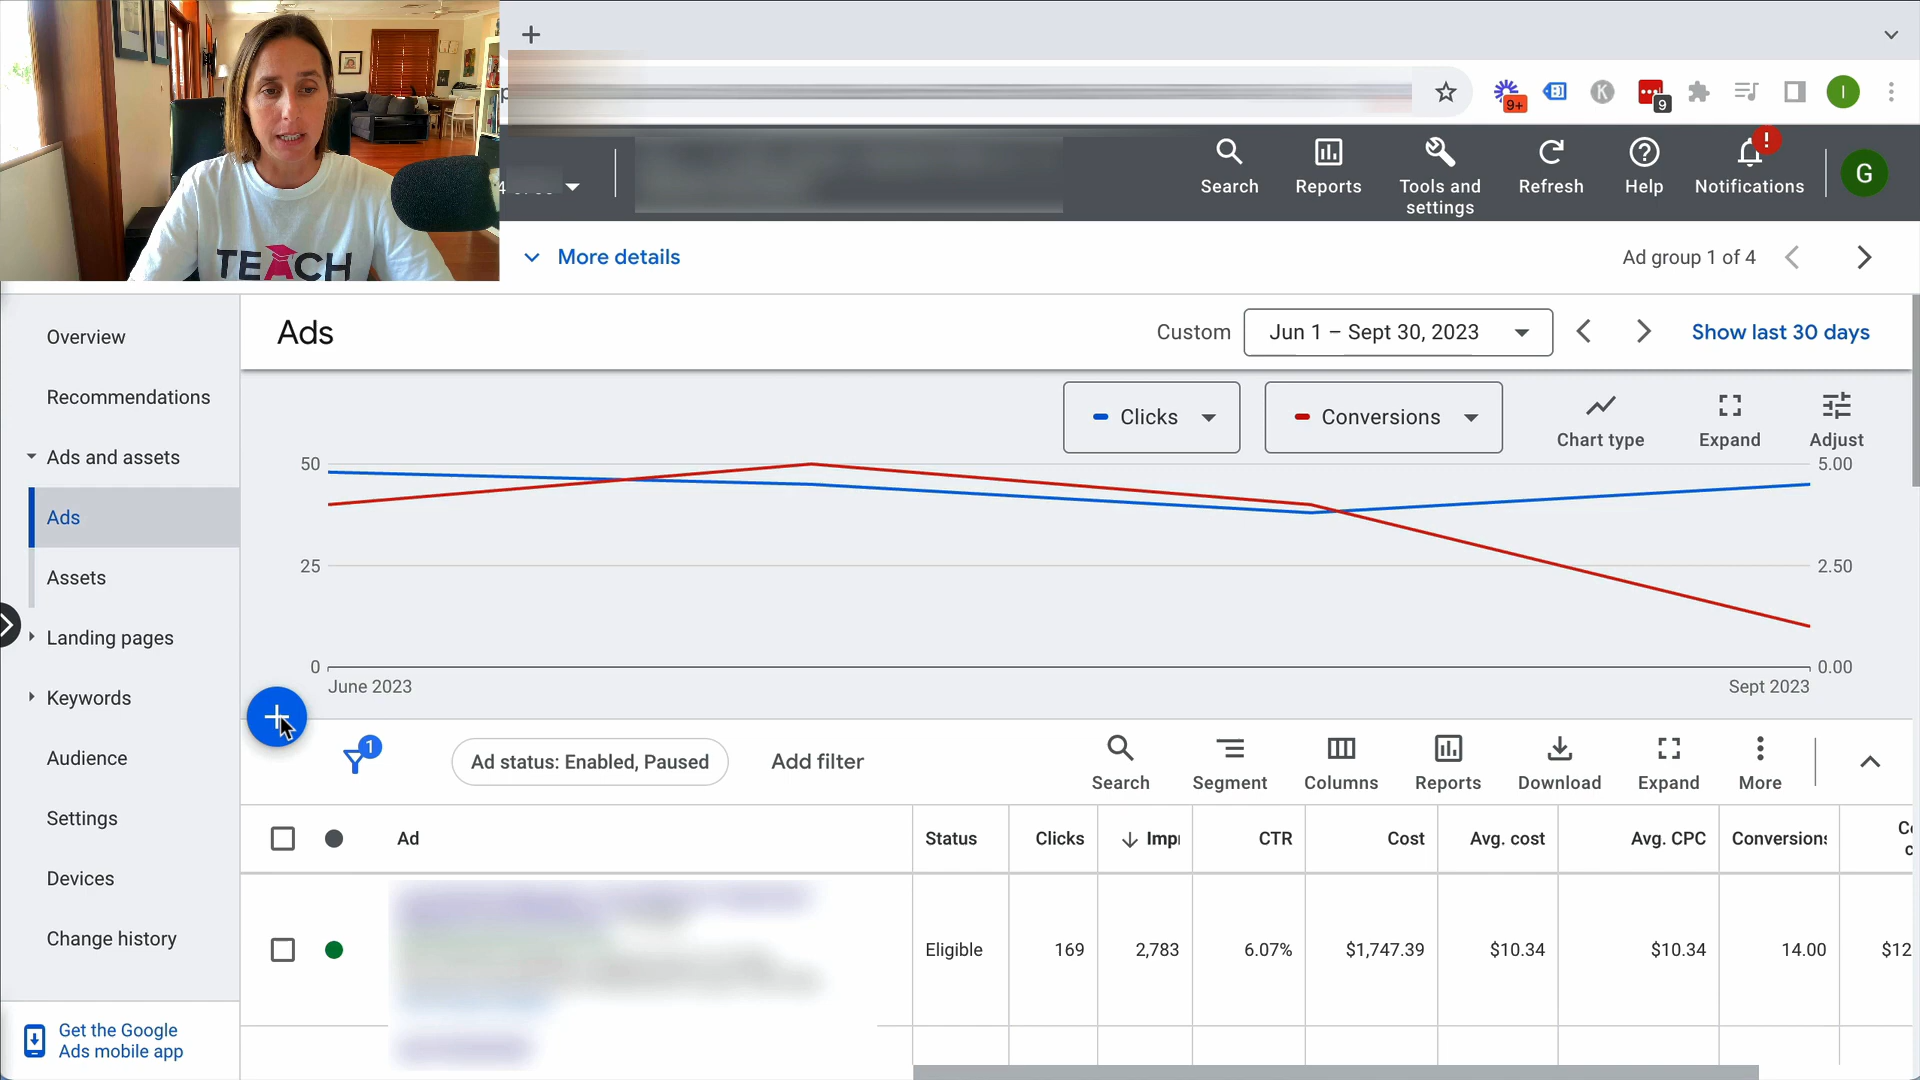 9+
K
9
I
TEACH
Search
Reports
Tools and
settings
Refresh
Help
!
Notifications
G
More details
Ad group 1 of 4
Overview
Recommendations
Ads and assets
Ads
Assets
Landing pages
Keywords
Audience
Settings
Devices
Change history
Get the Google
Ads mobile app
Ads
Custom
Jun 1 – Sept 30, 2023
Show last 30 days
Clicks
Conversions
Chart type
Expand
Adjust
50
5.00
25
2.50
0
0.00
June 2023
Sept 2023
1
Ad status: Enabled, Paused
Add filter
Search
Segment
Columns
Reports
Download
Expand
More
Ad
Status
Clicks
Impr
CTR
Cost
Avg. cost
Avg. CPC
Conversions
Eligible
169
2,783
6.07%
$1,747.39
$10.34
$10.34
14.00
$12